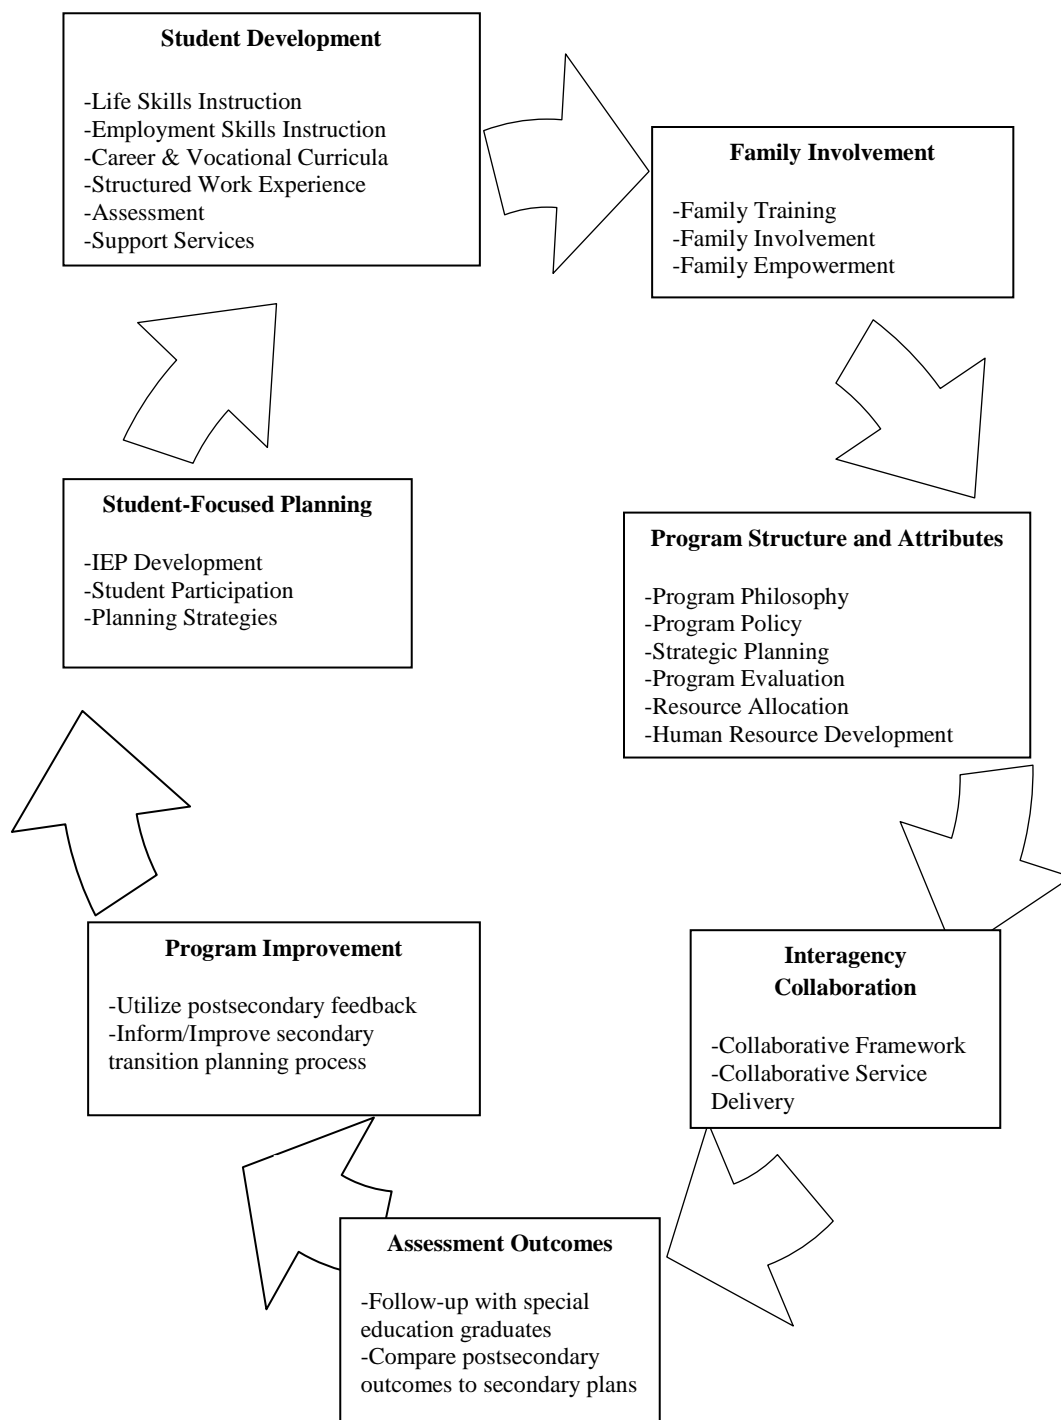 Student Development
-Life Skills Instruction
-Employment Skills Instruction
-Career & Vocational Curricula
-Structured Work Experience
-Assessment
-Support Services
Family Involvement
-Family Training
-Family Involvement
-Family Empowerment
Program Structure and Attributes
-Program Philosophy
-Program Policy
-Strategic Planning
-Program Evaluation
-Resource Allocation
-Human Resource Development
Interagency
Collaboration
-Collaborative Framework
-Collaborative Service
Delivery
Assessment Outcomes
-Follow-up with special
education graduates
-Compare postsecondary
outcomes to secondary plans
Program Improvement
-Utilize postsecondary feedback
-Inform/Improve secondary
transition planning process
Student-Focused Planning
-IEP Development
-Student Participation
-Planning Strategies